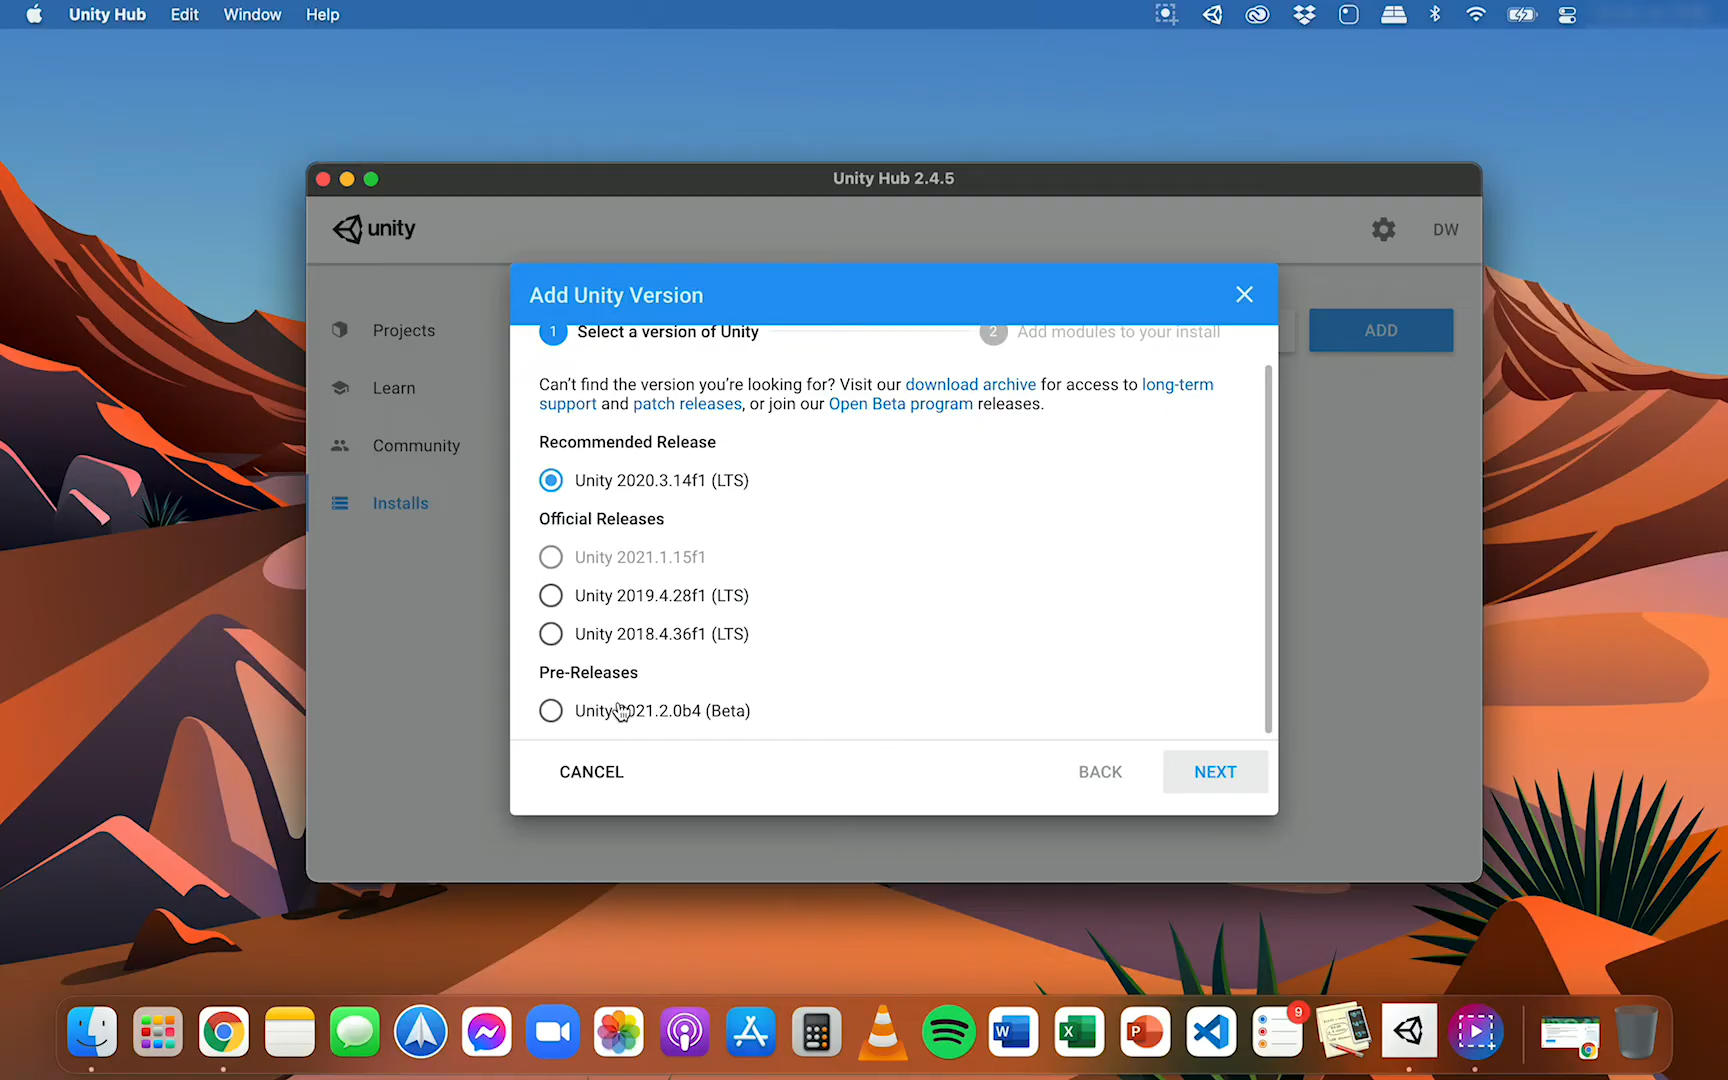 Unity Hub Edit Window Help
Unity Hub 2.4.5
unity
DW
Add Unity Version
Projects
ADD
1 Select a version of Unity
2 Add modules to your install
Learn
Can't find the version you're looking for? Visit our download archive for access to long-term
support and patch releases, or join our Open Beta program releases.
Community
Recommended Release
Unity 2020.3.14f1 (LTS)
Installs
Official Releases
Unity 2021.1.15f1
Unity 2019.4.28f1 (LTS)
Unity 2018.4.36f1 (LTS)
Pre-Releases
Unity 2021.2.0b4 (Beta)
CANCEL
BACK
NEXT
W
X
P
9